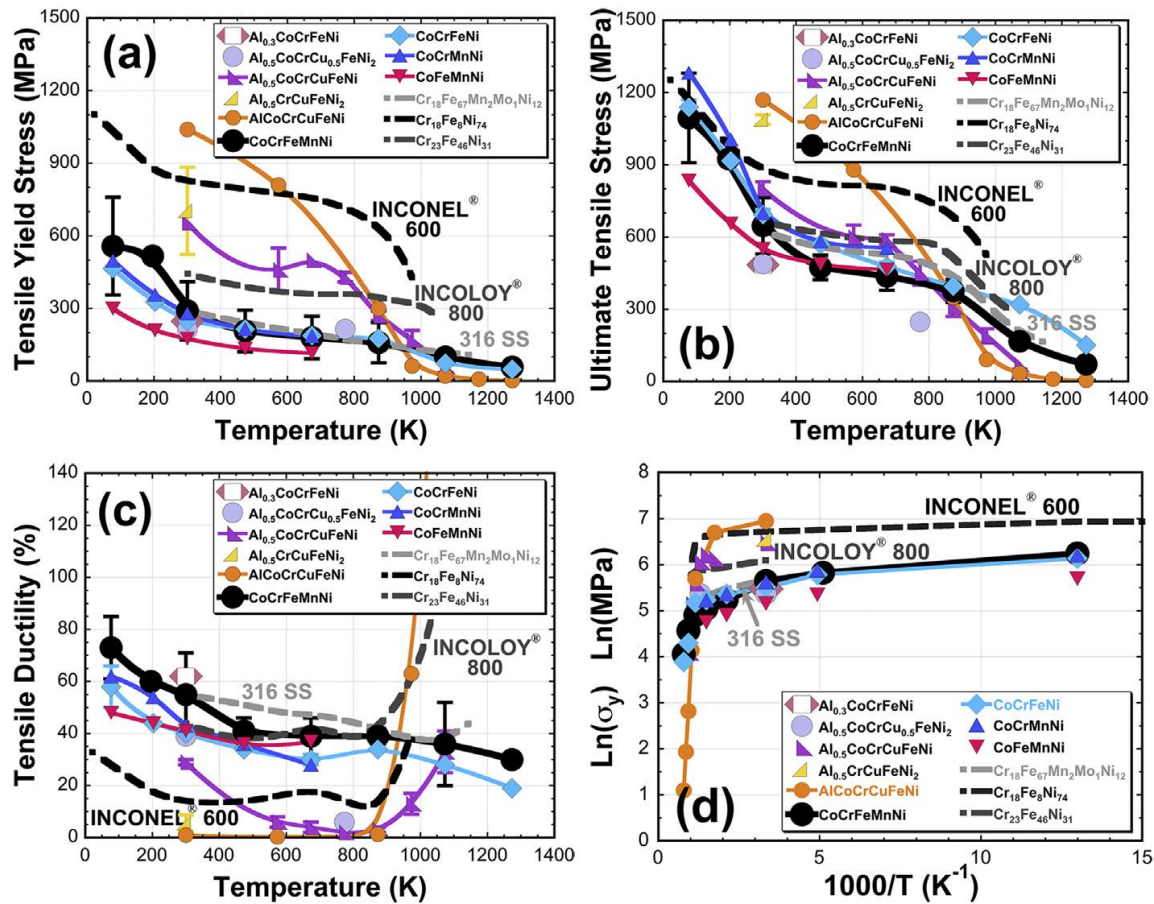 (a)
Tensile Yield Stress (MPa)
1500
1200
900
600
300
0
Al0.3CoCrFeNi
Al0.5CoCrCu0.5FeNi2
Al0.5CoCrCuFeNi
Al0.5CrCuFeNi2
AlCoCrCuFeNi
CoCrFeMnNi
CoCrFeNi
CoCrMnNi
CoFeMnNi
Cr18Fe67Mn2Mo1Ni12
Cr18Fe8Ni74
Cr23Fe46Ni31
INCONEL®
600
INCOLOY®
800
316 SS
0 200 400 600 800 1000 1200 1400
Temperature (K)
(b)
Ultimate Tensile Stress (MPa)
1500
1200
900
600
300
0
Al0.3CoCrFeNi
Al0.5CoCrCu0.5FeNi2
Al0.5CoCrCuFeNi
Al0.5CrCuFeNi2
AlCoCrCuFeNi
CoCrFeMnNi
CoCrFeNi
CoCrMnNi
CoFeMnNi
Cr18Fe67Mn2Mo1Ni12
Cr18Fe8Ni74
Cr23Fe46Ni31
INCONEL®
600
INCOLOY®
800
316 SS
0 200 400 600 800 1000 1200 1400
Temperature (K)
(c)
Tensile Ductility (%)
140
120
100
80
60
40
20
0
Al0.3CoCrFeNi
Al0.5CoCrCu0.5FeNi2
Al0.5CoCrCuFeNi
Al0.5CrCuFeNi2
AlCoCrCuFeNi
CoCrFeMnNi
CoCrFeNi
CoCrMnNi
CoFeMnNi
Cr18Fe67Mn2Mo1Ni12
Cr18Fe8Ni74
Cr23Fe46Ni31
INCOLOY®
800
316 SS
INCONEL® 600
0 200 400 600 800 1000 1200 1400
Temperature (K)
Ln(σy) Ln(MPa)
8
7
6
5
4
3
2
1
0
INCONEL® 600
INCOLOY® 800
316 SS
Al0.3CoCrFeNi
Al0.5CoCrCu0.5FeNi2
Al0.5CoCrCuFeNi
Al0.5CrCuFeNi2
AlCoCrCuFeNi
CoCrFeMnNi
CoCrFeNi
CoCrMnNi
CoFeMnNi
Cr18Fe67Mn2Mo1Ni12
Cr18Fe8Ni74
Cr23Fe46Ni31
(d)
0 5 10 15
1000/T (K-1)